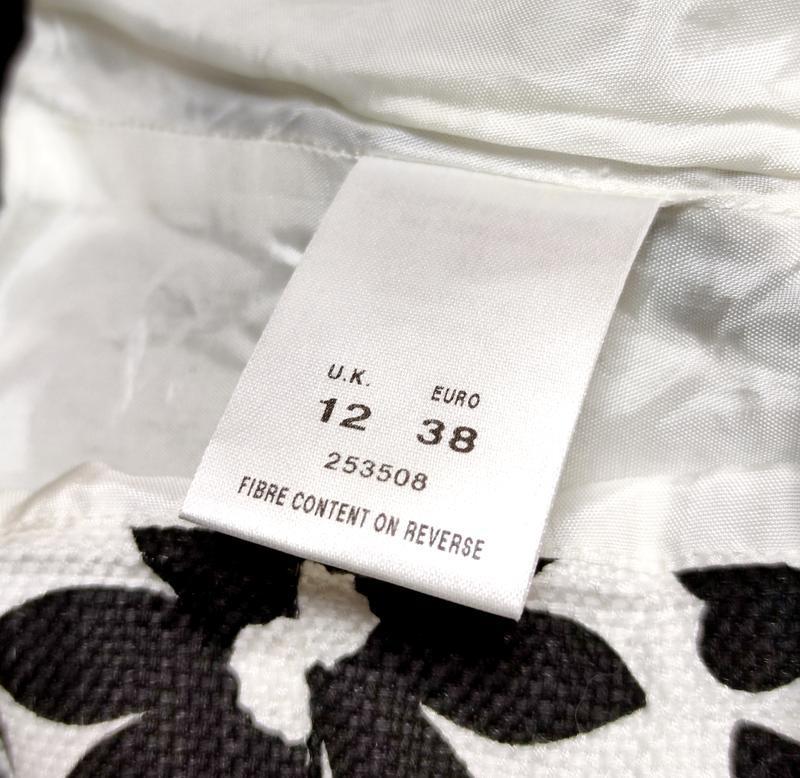 U.K. EURO
12 38
253508
FIBRE CONTENT ON REVERSE